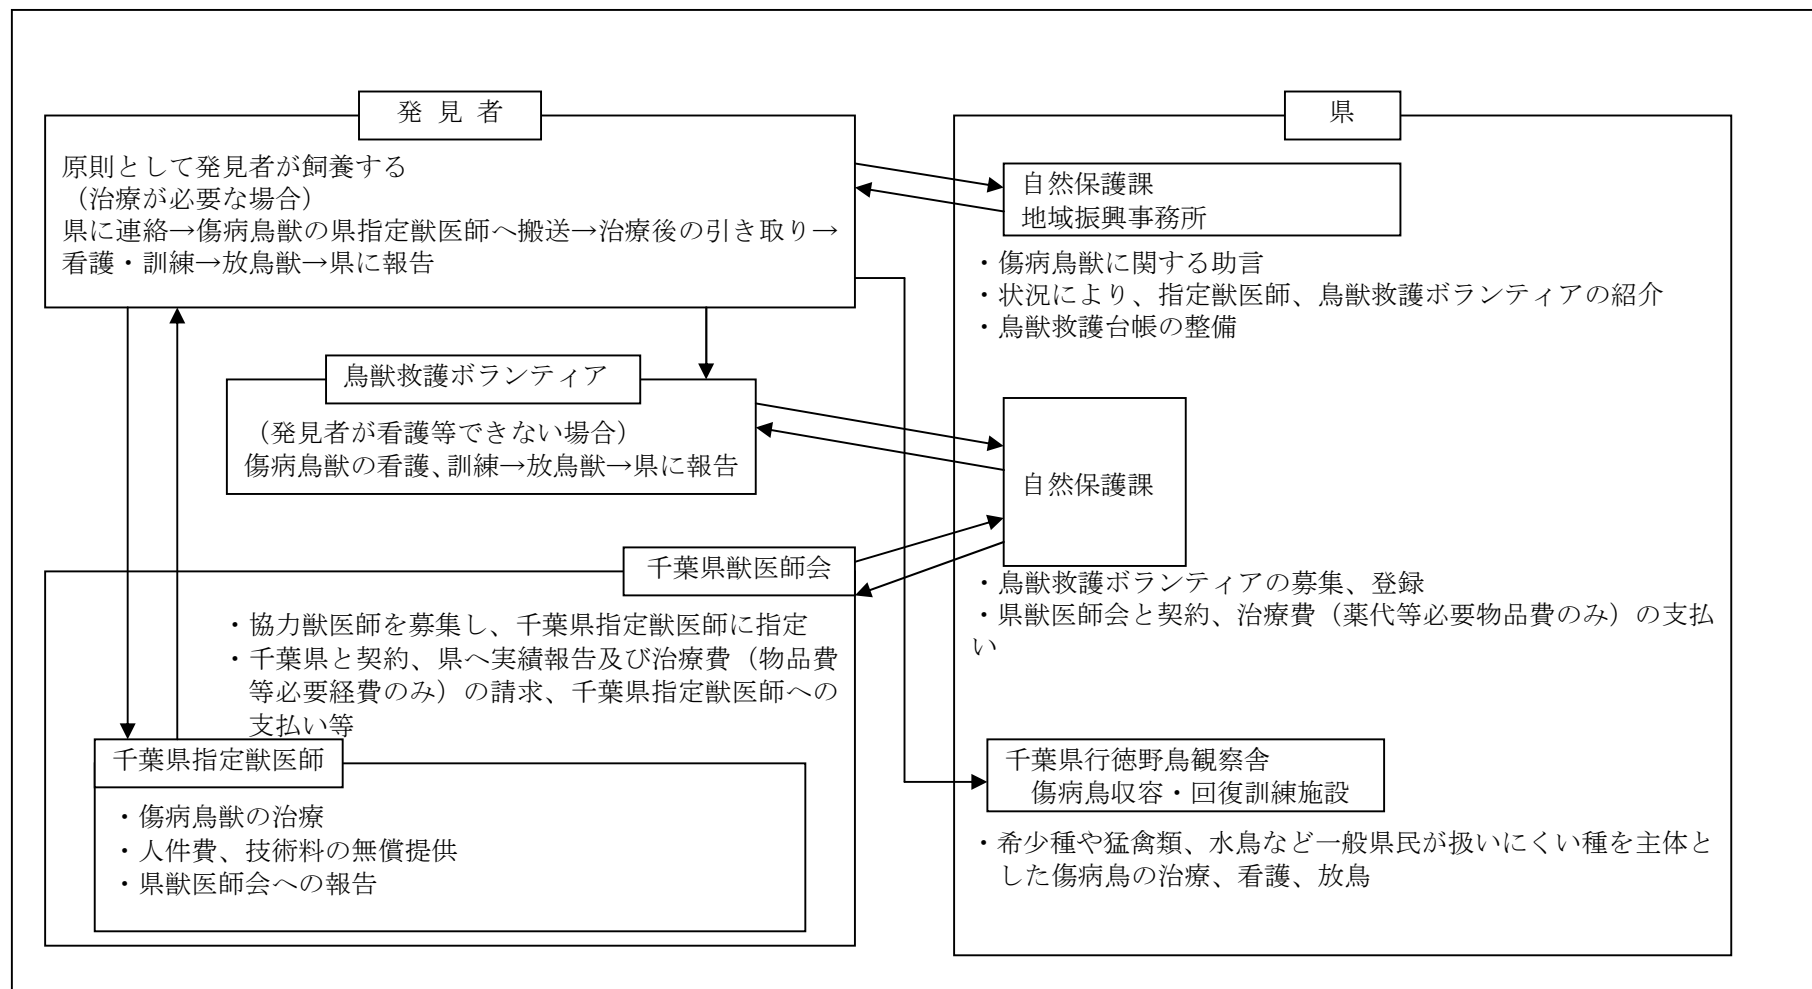 発 見 者
原則として発見者が飼養する
（治療が必要な場合）
県に連絡→傷病鳥獣の県指定獣医師へ搬送→治療後の引き取り→
看護・訓練→放鳥獣→県に報告
鳥獣救護ボランティア
（発見者が看護等できない場合）
傷病鳥獣の看護、訓練→放鳥獣→県に報告
千葉県獣医師会
・協力獣医師を募集し、千葉県指定獣医師に指定
・千葉県と契約、県へ実績報告及び治療費（物品費
等必要経費のみ）の請求、千葉県指定獣医師への
支払い等
千葉県指定獣医師
・傷病鳥獣の治療
・人件費、技術料の無償提供
・県獣医師会への報告
県
自然保護課
地域振興事務所
・傷病鳥獣に関する助言
・状況により、指定獣医師、鳥獣救護ボランティアの紹介
・鳥獣救護台帳の整備
自然保護課
・鳥獣救護ボランティアの募集、登録
・県獣医師会と契約、治療費（薬代等必要物品費のみ）の支払
い
千葉県行徳野鳥観察舎
傷病鳥収容・回復訓練施設
・希少種や猛禽類、水鳥など一般県民が扱いにくい種を主体と
した傷病鳥の治療、看護、放鳥